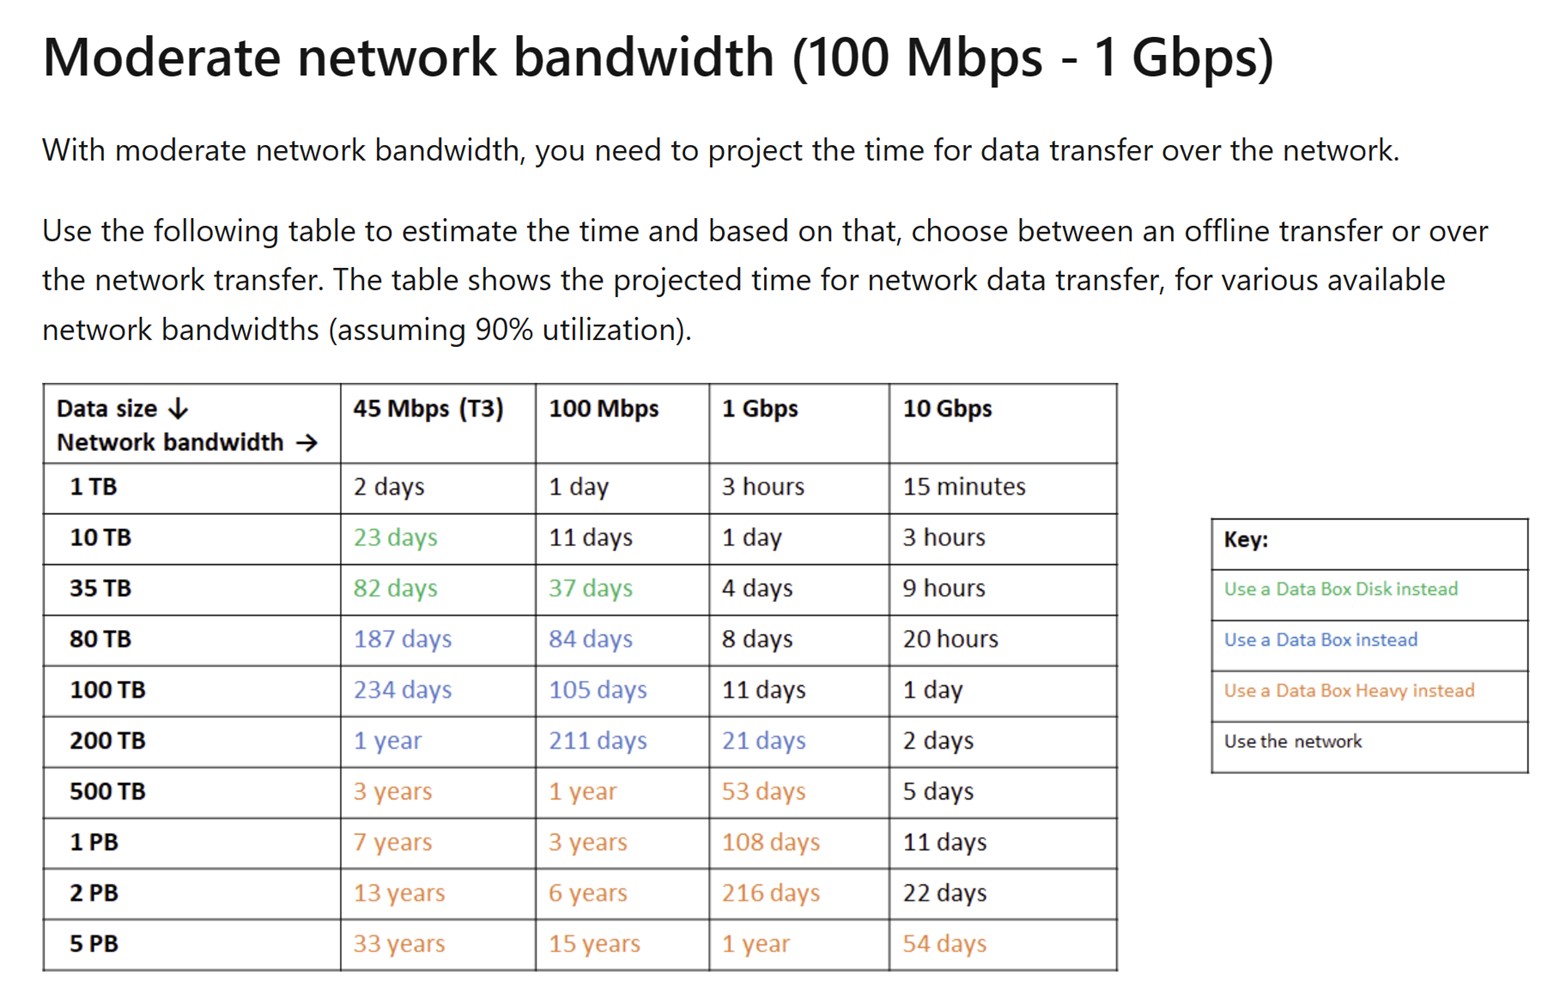 Moderate network bandwidth (100 Mbps - 1 Gbps)
With moderate network bandwidth, you need to project the time for data transfer over the network.
Use the following table to estimate the time and based on that, choose between an offline transfer or over
the network transfer. The table shows the projected time for network data transfer, for various available
network bandwidths (assuming 90% utilization).
Data size ↓
Network bandwidth → 45 Mbps (T3) 100 Mbps 1 Gbps 10 Gbps
1 TB 2 days 1 day 3 hours 15 minutes
10 TB 23 days 11 days 1 day 3 hours
35 TB 82 days 37 days 4 days 9 hours
80 TB 187 days 84 days 8 days 20 hours
100 TB 234 days 105 days 11 days 1 day
200 TB 1 year 211 days 21 days 2 days
500 TB 3 years 1 year 53 days 5 days
1 PB 7 years 3 years 108 days 11 days
2 PB 13 years 6 years 216 days 22 days
5 PB 33 years 15 years 1 year 54 days
Key:
Use a Data Box Disk instead
Use a Data Box instead
Use a Data Box Heavy instead
Use the network